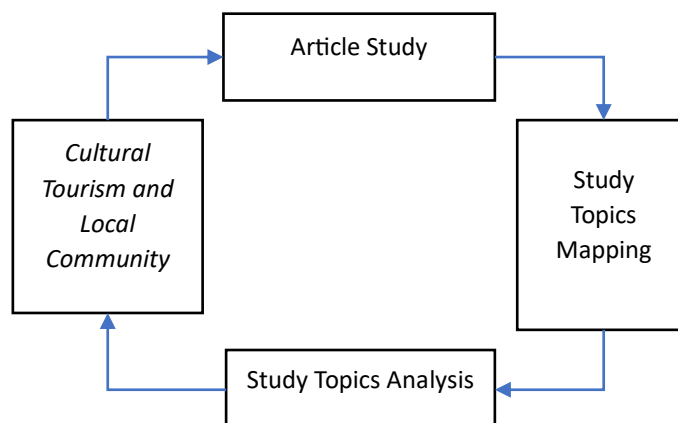 Article Study
Cultural
Tourism and
Local
Community
Study
Topics
Mapping
Study Topics Analysis